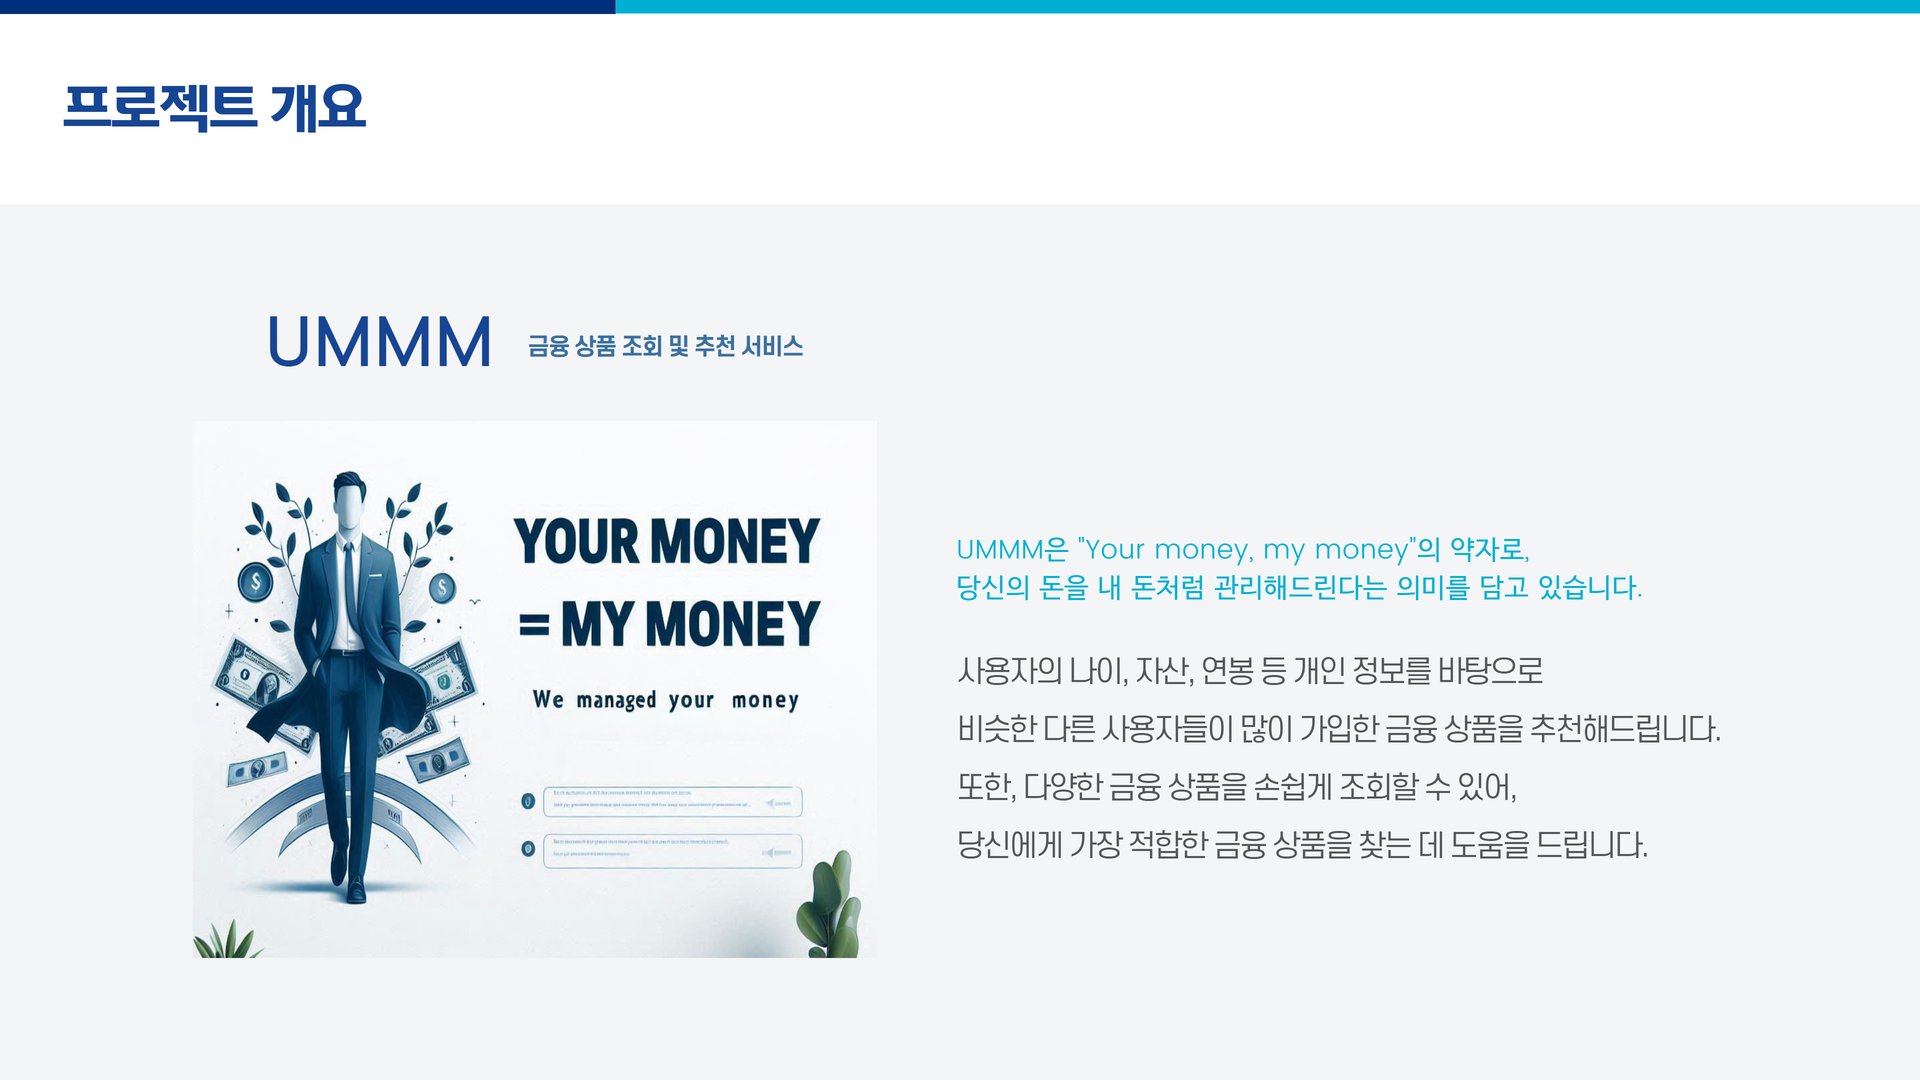 프로젝트 개요
UMMM 금융 상품 조회 및 추천 서비스
YOUR MONEY
= MY MONEY
We managed your money
UMMM은 "Your money, my money"의 약자로,
당신의 돈을 내 돈처럼 관리해드린다는 의미를 담고 있습니다.
사용자의 나이, 자산, 연봉 등 개인 정보를 바탕으로
비슷한 다른 사용자들이 많이 가입한 금융 상품을 추천해드립니다.
또한, 다양한 금융 상품을 손쉽게 조회할 수 있어,
당신에게 가장 적합한 금융 상품을 찾는 데 도움을 드립니다.